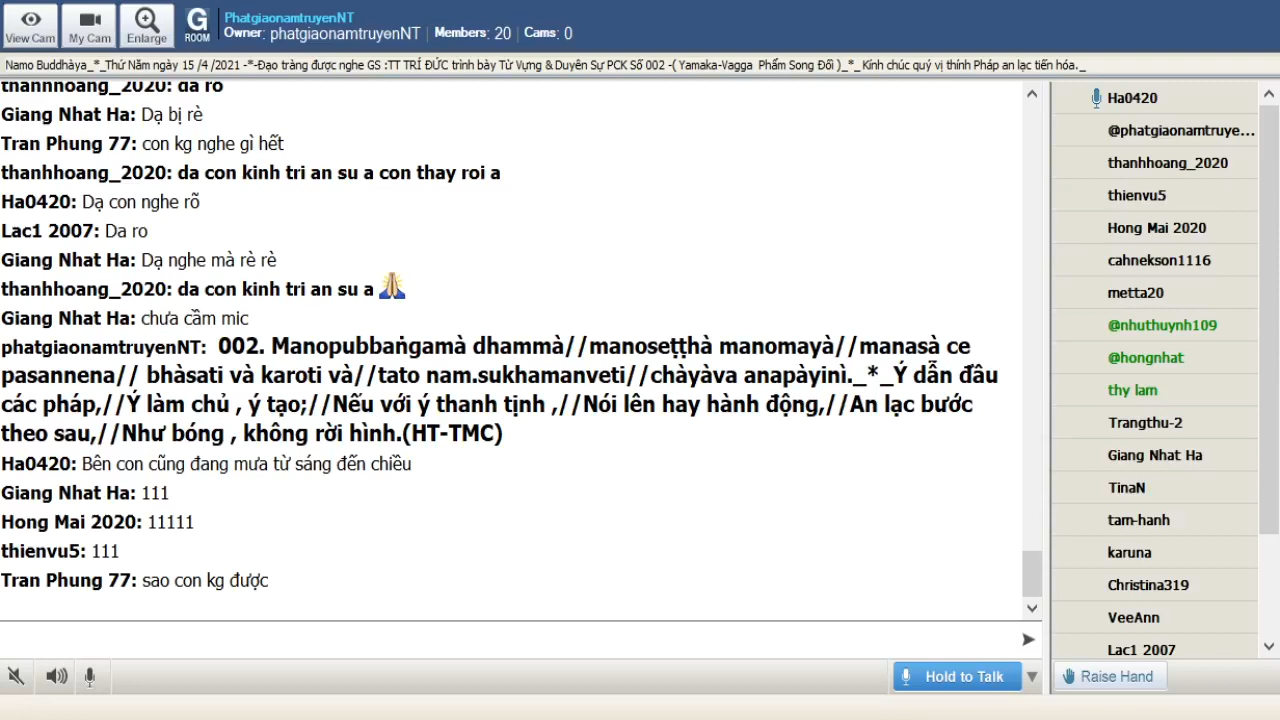 View Cam
My Cam
Enlarge
G
ROOM
PhatgiaonamtruyenNT
Owner: phatgiaonamtruyenNT | Members: 20 | Cams: 0
Namo Buddhàya_*_Thứ Năm ngày 15 /4 /2021 -*-Đạo tràng được nghe GS :TT TRÍ ĐỨC trình bày Từ Vựng & Duyên Sự PCK Số 002 -( Yamaka-Vagga Phẩm Song Đối )_*_ Kính chúc quý vị thính Pháp an lạc tiến hóa._
thanhhoang_2020: da ro
Giang Nhat Ha: Dạ bị rè
Tran Phung 77: con kg nghe gì hết
thanhhoang_2020: da con kinh tri an su a con thay roi a
Ha0420: Dạ con nghe rõ
Lac1 2007: Da ro
Giang Nhat Ha: Dạ nghe mà rè rè
thanhhoang_2020: da con kinh tri an su a
Giang Nhat Ha: chưa cầm mic
phatgiaonamtruyenNT: 002. Manopubbaṅgamà dhammà//manoseṭṭhà manomayà//manasà ce
pasannena// bhàsati và karoti và//tato nam.sukhamanveti//chàyàva anapàyinì._*_Ý dẫn đầu
các pháp,//Ý làm chủ , ý tạo;//Nếu với ý thanh tịnh ,//Nói lên hay hành động,//An lạc bước
theo sau,//Như bóng , không rời hình.(HT-TMC)
Ha0420: Bên con cũng đang mưa từ sáng đến chiều
Giang Nhat Ha: 111
Hong Mai 2020: 11111
thienvu5: 111
Tran Phung 77: sao con kg được
Hold to Talk
Ha0420
@phatgiaonamtruye...
thanhhoang_2020
thienvu5
Hong Mai 2020
cahnekson1116
metta20
@nhuthuynh109
@hongnhat
thy lam
Trangthu-2
Giang Nhat Ha
TinaN
tam-hanh
karuna
Christina319
VeeAnn
Lac1 2007
Raise Hand